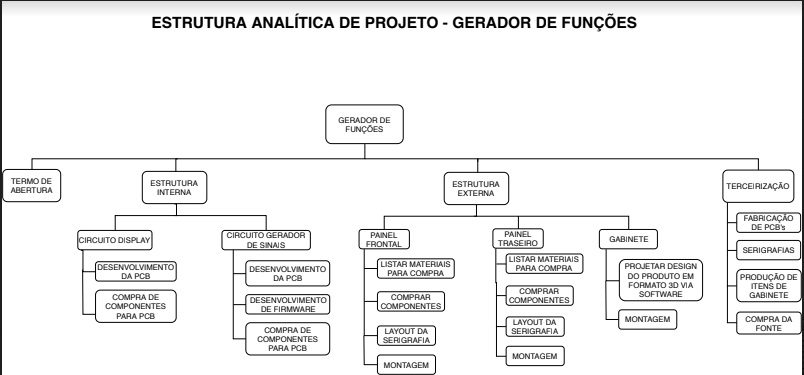 ESTRUTURA ANALÍTICA DE PROJETO - GERADOR DE FUNÇÕES
GERADOR DE
FUNÇÕES
TERMO DE
ABERTURA
ESTRUTURA
INTERNA
ESTRUTURA
EXTERNA
TERCEIRIZAÇÃO
CIRCUITO DISPLAY
DESENVOLVIMENTO
DA PCB
COMPRA DE
COMPONENTES
PARA PCB
CIRCUITO GERADOR
DE SINAIS
DESENVOLVIMENTO
DA PCB
DESENVOLVIMENTO
DE FIRMWARE
COMPRA DE
COMPONENTES
PARA PCB
PAINEL
FRONTAL
LISTAR MATERIAIS
PARA COMPRA
COMPRAR
COMPONENTES
LAYOUT DA
SERIGRAFIA
MONTAGEM
PAINEL
TRASEIRO
LISTAR MATERIAIS
PARA COMPRA
COMPRAR
COMPONENTES
LAYOUT DA
SERIGRAFIA
MONTAGEM
GABINETE
PROJETAR DESIGN
DO PRODUTO EM
FORMATO 3D VIA
SOFTWARE
MONTAGEM
FABRICAÇÃO
DE PCB's
SERIGRAFIAS
PRODUÇÃO DE
ITENS DE
GABINETE
COMPRA DA
FONTE